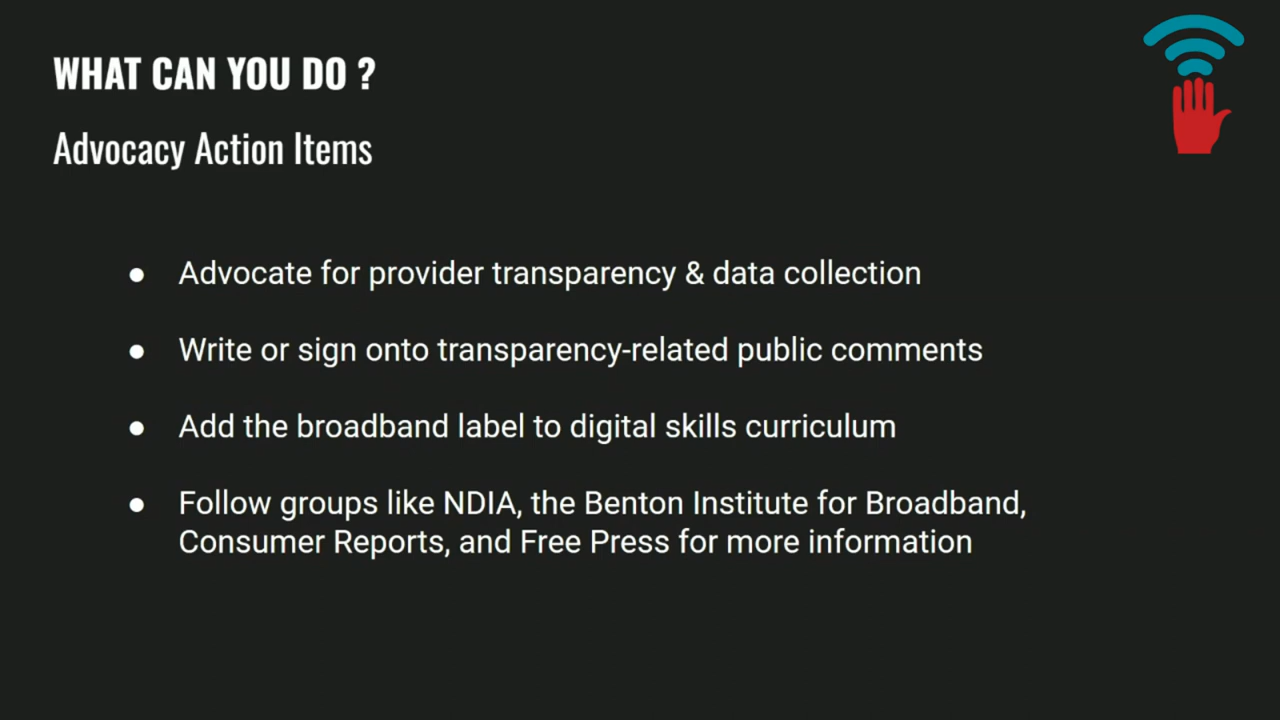 WHAT CAN YOU DO ?
Advocacy Action Items
● Advocate for provider transparency & data collection
● Write or sign onto transparency-related public comments
● Add the broadband label to digital skills curriculum
● Follow groups like NDIA, the Benton Institute for Broadband,
Consumer Reports, and Free Press for more information